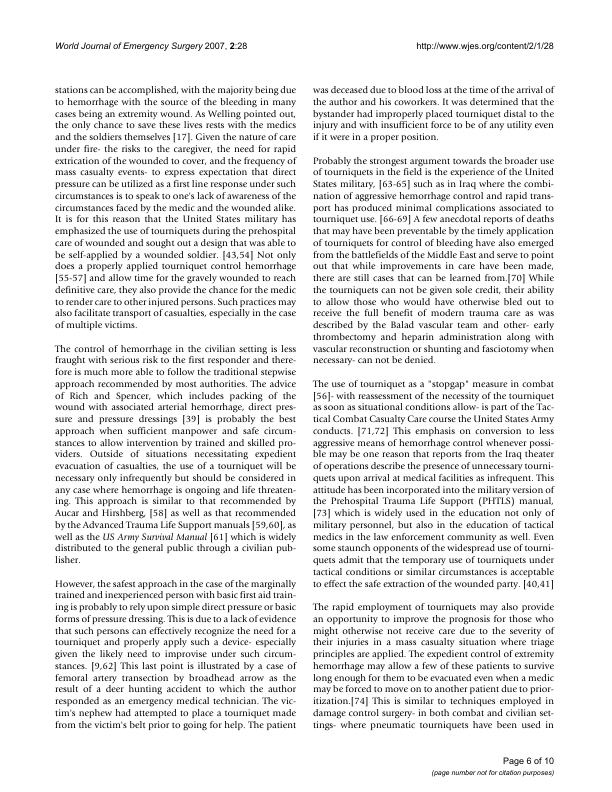 World Journal of Emergency Surgery 2007, 2:28
http://www.wjes.org/content/2/1/28
stations can be accomplished, with the majority being due
to hemorrhage with the source of the bleeding in many
cases being an extremity wound. As Welling pointed out,
the only chance to save these lives rests with the medics
and the soldiers themselves [17]. Given the nature of care
under fire- the risks to the caregiver, the need for rapid
extrication of the wounded to cover, and the frequency of
mass casualty events- to express expectation that direct
pressure can be utilized as a first line response under such
circumstances is to speak to one's lack of awareness of the
circumstances faced by the medic and the wounded alike.
It is for this reason that the United States military has
emphasized the use of tourniquets during the prehospital
care of wounded and sought out a design that was able to
be self-applied by a wounded soldier. [43,54] Not only
does a properly applied tourniquet control hemorrhage
[55-57] and allow time for the gravely wounded to reach
definitive care, they also provide the chance for the medic
to render care to other injured persons. Such practices may
also facilitate transport of casualties, especially in the case
of multiple victims.
The control of hemorrhage in the civilian setting is less
fraught with serious risk to the first responder and there-
fore is much more able to follow the traditional stepwise
approach recommended by most authorities. The advice
of Rich and Spencer, which includes packing of the
wound with associated arterial hemorrhage, direct pres-
sure and pressure dressings [39] is probably the best
approach when sufficient manpower and safe circum-
stances to allow intervention by trained and skilled pro-
viders. Outside of situations necessitating expedient
evacuation of casualties, the use of a tourniquet will be
necessary only infrequently but should be considered in
any case where hemorrhage is ongoing and life threaten-
ing. This approach is similar to that recommended by
Aucar and Hirshberg, [58] as well as that recommended
by the Advanced Trauma Life Support manuals [59,60], as
well as the US Army Survival Manual [61] which is widely
distributed to the general public through a civilian pub-
lisher.
However, the safest approach in the case of the marginally
trained and inexperienced person with basic first aid train-
ing is probably to rely upon simple direct pressure or basic
forms of pressure dressing. This is due to a lack of evidence
that such persons can effectively recognize the need for a
tourniquet and properly apply such a device- especially
given the likely need to improvise under such circum-
stances. [9,62] This last point is illustrated by a case of
femoral artery transection by broadhead arrow as the
result of a deer hunting accident to which the author
responded as an emergency medical technician. The vic-
tim's nephew had attempted to place a tourniquet made
from the victim's belt prior to going for help. The patient
was deceased due to blood loss at the time of the arrival of
the author and his coworkers. It was determined that the
bystander had improperly placed tourniquet distal to the
injury and with insufficient force to be of any utility even
if it were in a proper position.
Probably the strongest argument towards the broader use
of tourniquets in the field is the experience of the United
States military, [63-65] such as in Iraq where the combi-
nation of aggressive hemorrhage control and rapid trans-
port has produced minimal complications associated to
tourniquet use. [66-69] A few anecdotal reports of deaths
that may have been preventable by the timely application
of tourniquets for control of bleeding have also emerged
from the battlefields of the Middle East and serve to point
out that while improvements in care have been made,
there are still cases that can be learned from.[70] While
the tourniquets can not be given sole credit, their ability
to allow those who would have otherwise bled out to
receive the full benefit of modern trauma care as was
described by the Balad vascular team and other- early
thrombectomy and heparin administration along with
vascular reconstruction or shunting and fasciotomy when
necessary- can not be denied.
The use of tourniquet as a "stopgap" measure in combat
[56]- with reassessment of the necessity of the tourniquet
as soon as situational conditions allow- is part of the Tac-
tical Combat Casualty Care course the United States Army
conducts. [71,72] This emphasis on conversion to less
aggressive means of hemorrhage control whenever possi-
ble may be one reason that reports from the Iraq theater
of operations describe the presence of unnecessary tourni-
quets upon arrival at medical facilities as infrequent. This
attitude has been incorporated into the military version of
the Prehospital Trauma Life Support (PHTLS) manual,
[73] which is widely used in the education not only of
military personnel, but also in the education of tactical
medics in the law enforcement community as well. Even
some staunch opponents of the widespread use of tourni-
quets admit that the temporary use of tourniquets under
tactical conditions or similar circumstances is acceptable
to effect the safe extraction of the wounded party. [40,41]
The rapid employment of tourniquets may also provide
an opportunity to improve the prognosis for those who
might otherwise not receive care due to the severity of
their injuries in a mass casualty situation where triage
principles are applied. The expedient control of extremity
hemorrhage may allow a few of these patients to survive
long enough for them to be evacuated even when a medic
may be forced to move on to another patient due to prior-
itization.[74] This is similar to techniques employed in
damage control surgery- in both combat and civilian set-
tings- where pneumatic tourniquets have been used in
Page 6 of 10
(page number not for citation purposes)